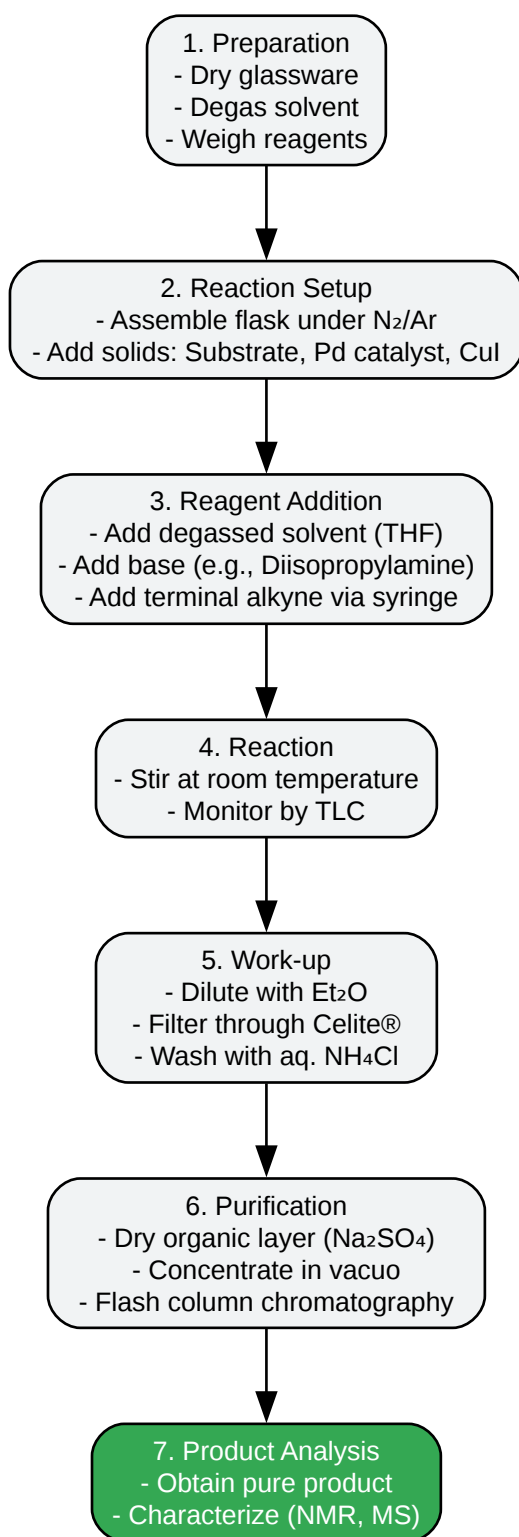 1. Preparation
- Dry glassware
- Degas solvent
- Weigh reagents
2. Reaction Setup
- Assemble flask under N₂/Ar
- Add solids: Substrate, Pd catalyst, CuI
3. Reagent Addition
- Add degassed solvent (THF)
- Add base (e.g., Diisopropylamine)
- Add terminal alkyne via syringe
4. Reaction
- Stir at room temperature
- Monitor by TLC
5. Work-up
- Dilute with Et₂O
- Filter through Celite®
- Wash with aq. NH₄Cl
6. Purification
- Dry organic layer (Na₂SO₄)
- Concentrate in vacuo
- Flash column chromatography
7. Product Analysis
- Obtain pure product
- Characterize (NMR, MS)